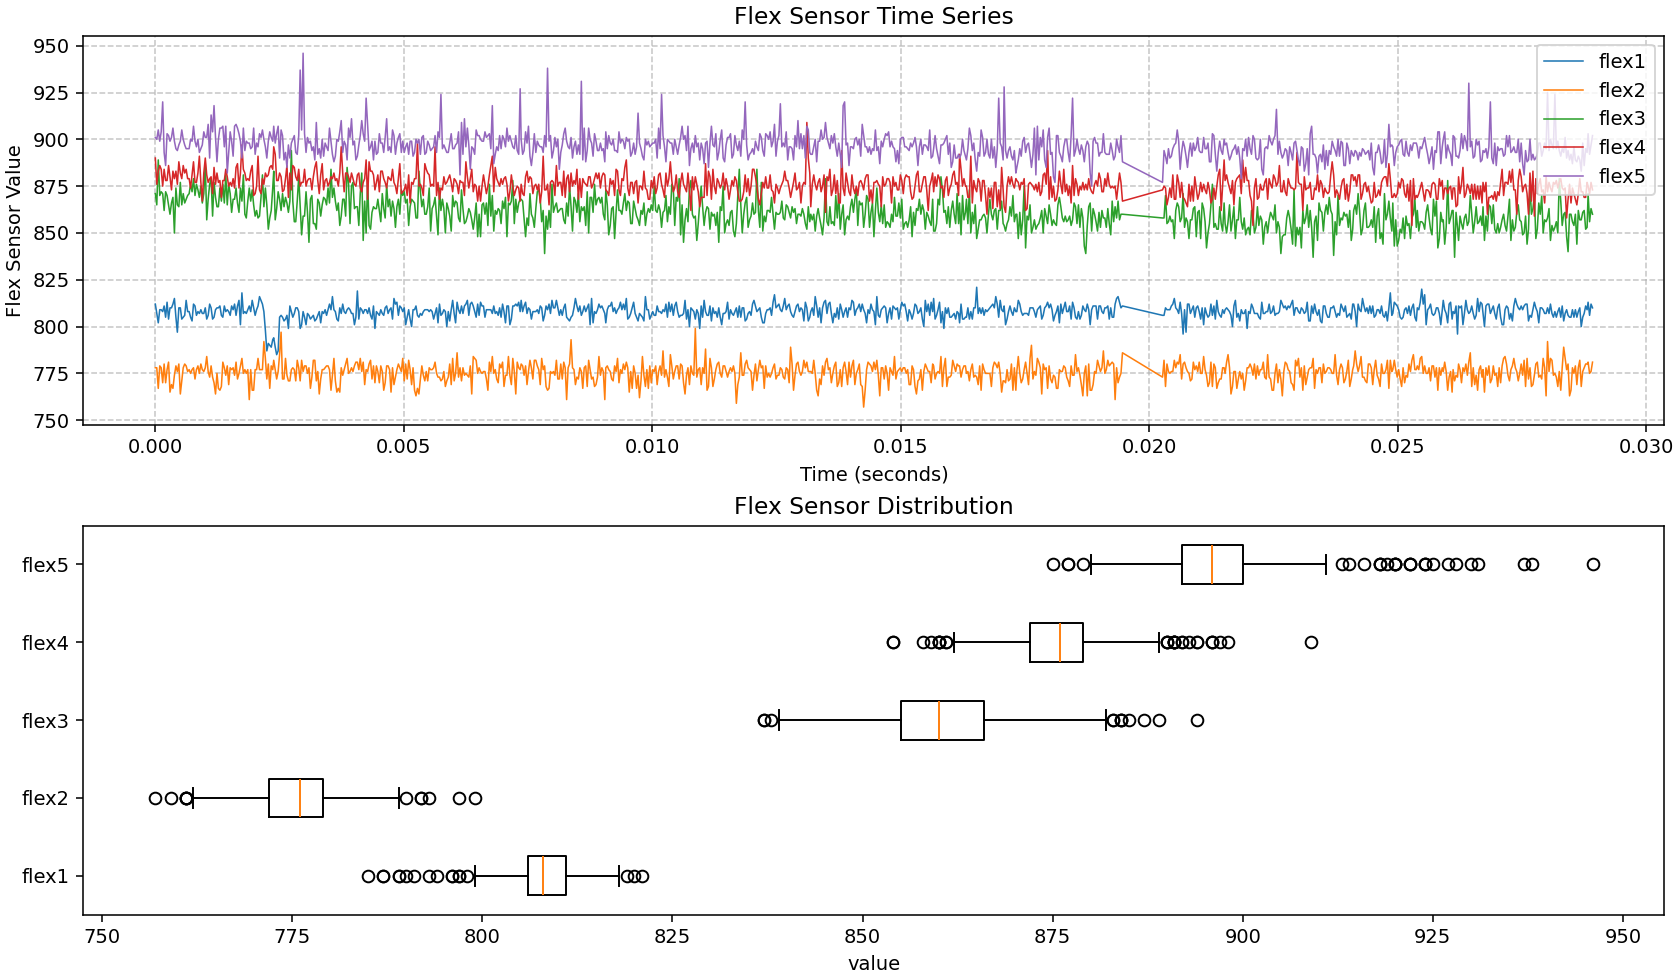 Flex Sensor Time Series
Flex Sensor Value
950
925
900
875
850
825
800
775
750
flex1
flex2
flex3
flex4
flex5
0.000 0.005 0.010 0.015 0.020 0.025 0.030
Time (seconds)
Flex Sensor Distribution
flex5
flex4
flex3
flex2
flex1
750 775 800 825 850 875 900 925 950
value